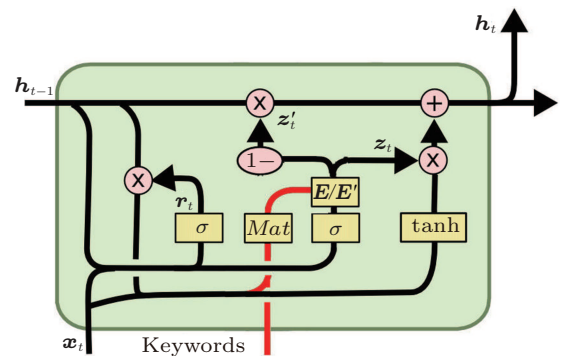 h_t
h_{t−1}
×
+
z′_t
1−
z_t
×
×
E/E′
r_t
σ
Mat
σ
tanh
x_t
Keywords